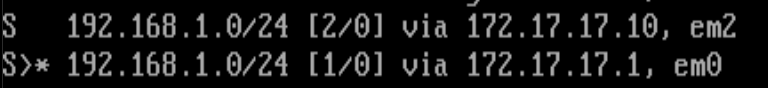 S   192.168.1.0/24 [2/0] via 172.17.17.10, em2
S>* 192.168.1.0/24 [1/0] via 172.17.17.1, em0